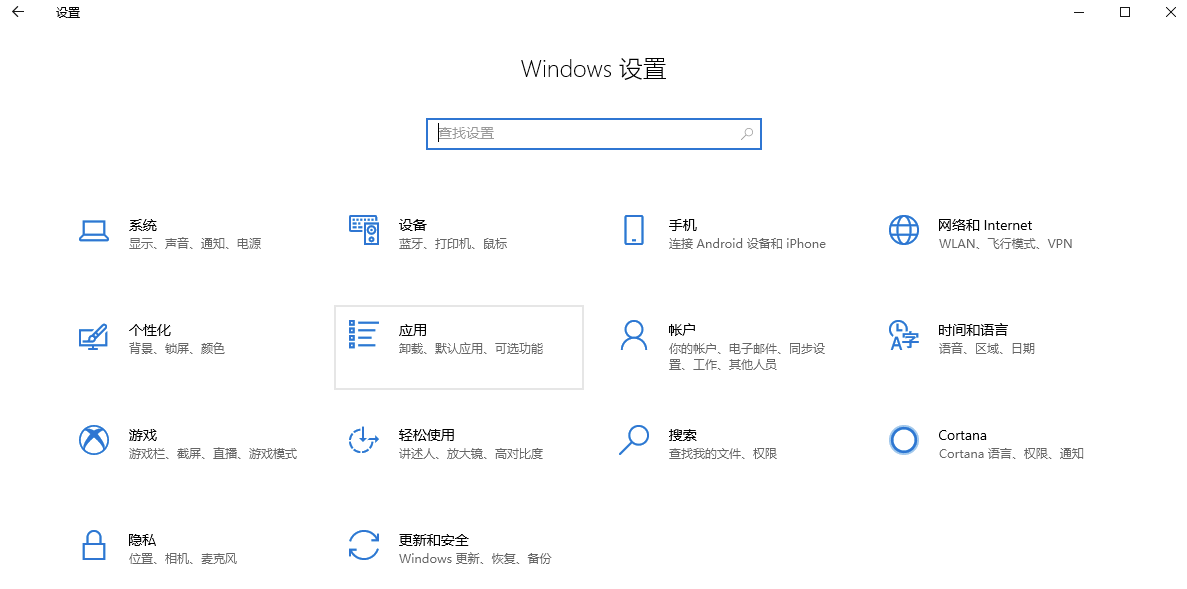 设置
Windows 设置
查找设置
系统
显示、声音、通知、电源
设备
蓝牙、打印机、鼠标
手机
连接 Android 设备和 iPhone
网络和 Internet
WLAN、飞行模式、VPN
个性化
背景、锁屏、颜色
应用
卸载、默认应用、可选功能
帐户
你的帐户、电子邮件、同步设
置、工作、其他人员
时间和语言
语音、区域、日期
游戏
游戏栏、截屏、直播、游戏模式
轻松使用
讲述人、放大镜、高对比度
搜索
查找我的文件、权限
Cortana
Cortana 语言、权限、通知
隐私
位置、相机、麦克风
更新和安全
Windows 更新、恢复、备份